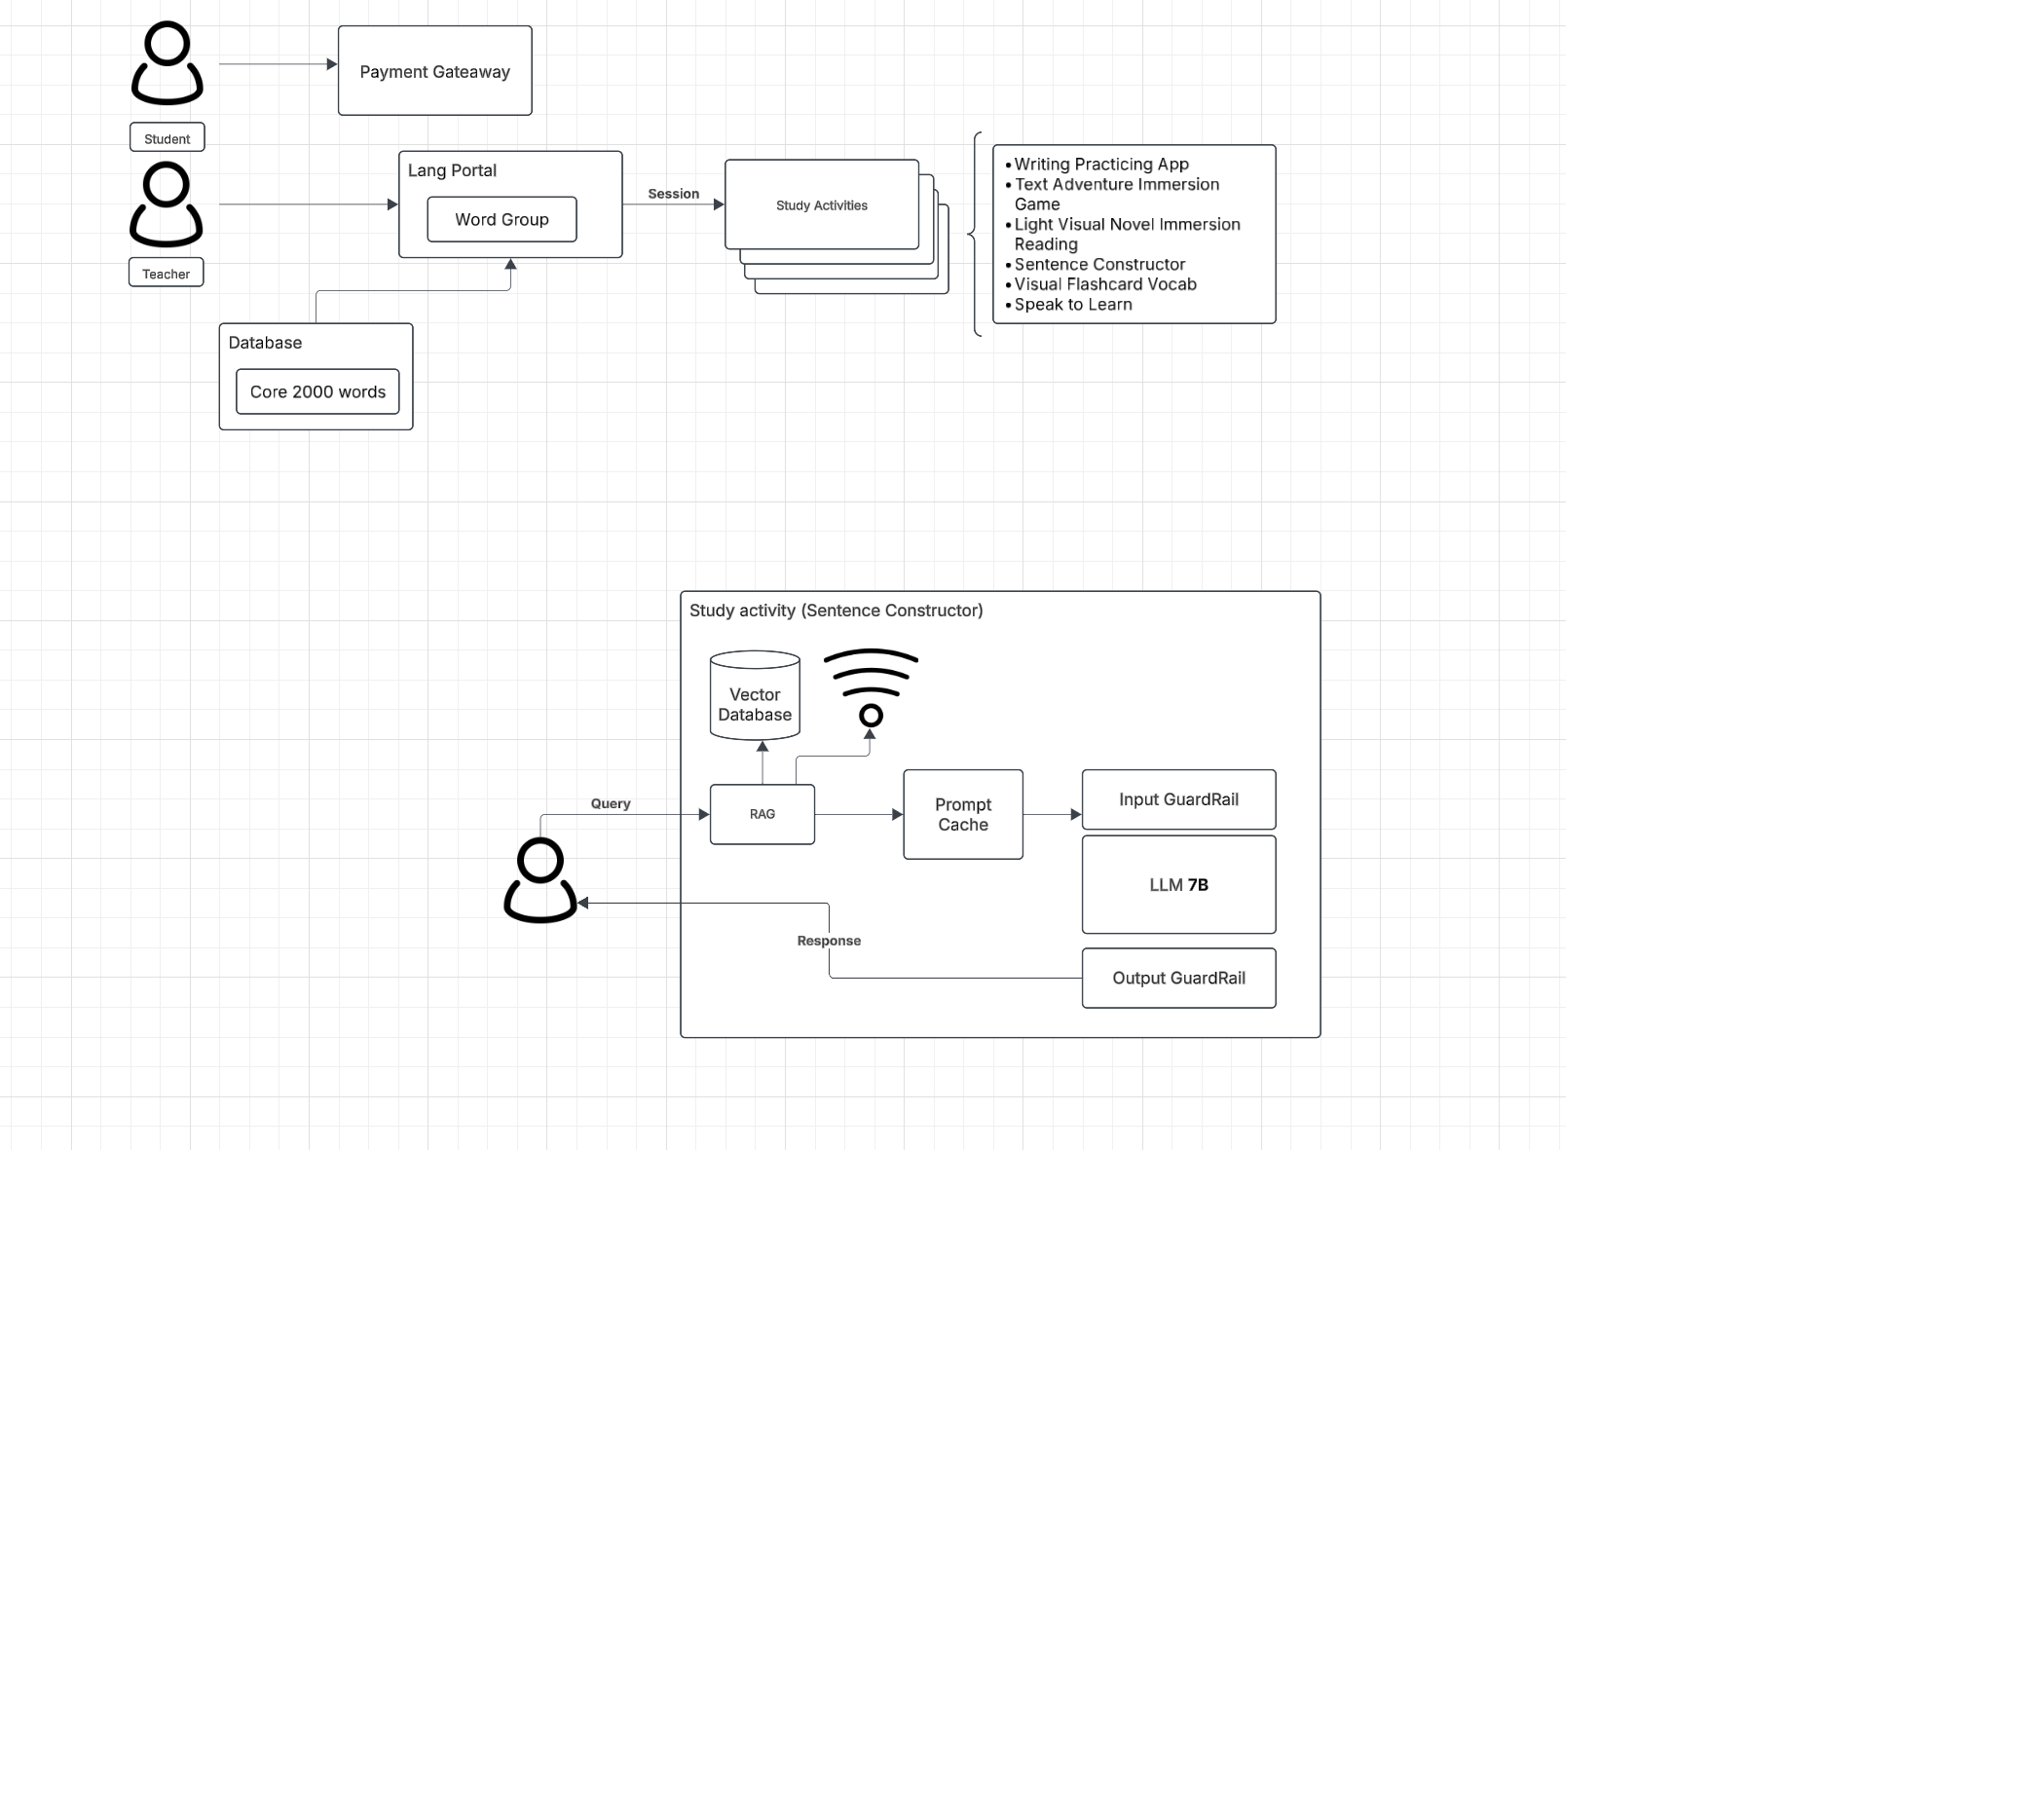 Payment Gateaway
Student
Lang Portal
Word Group
Teacher
Session
Study Activities
• Writing Practicing App
• Text Adventure Immersion
Game
• Light Visual Novel Immersion
Reading
• Sentence Constructor
• Visual Flashcard Vocab
• Speak to Learn
Database
Core 2000 words
Study activity (Sentence Constructor)
Vector
Database
Query
RAG
Prompt
Cache
Input GuardRail
LLM 7B
Response
Output GuardRail